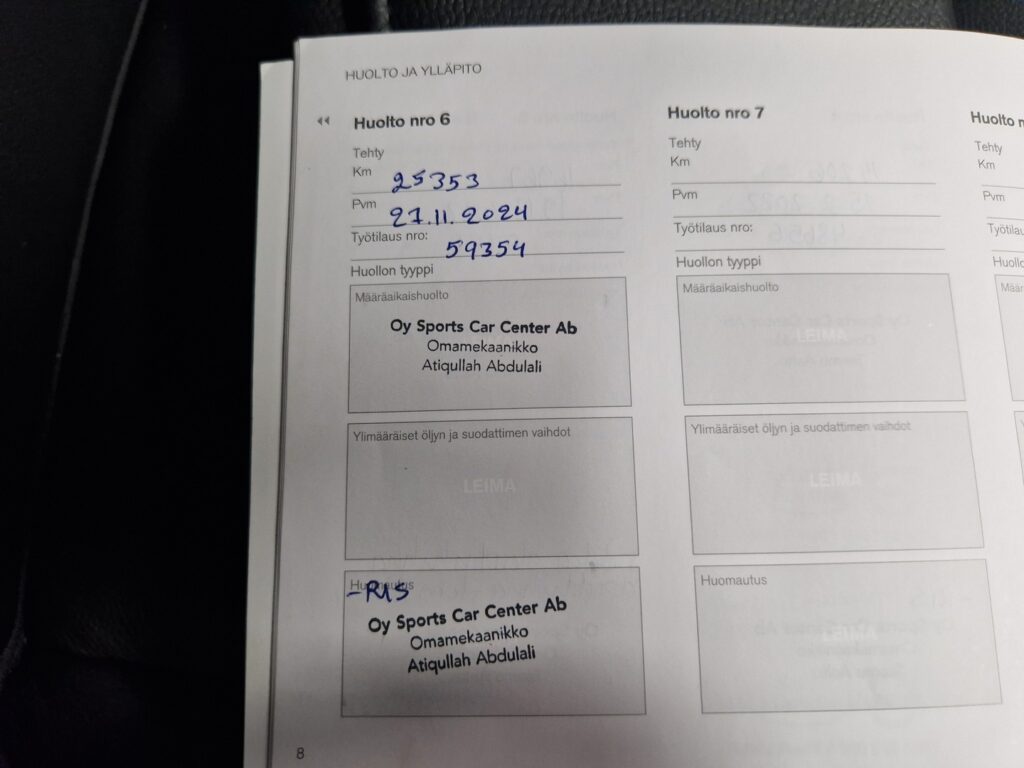 HUOLTO JA YLLÄPITO
Huolto nro 6
Tehty
Km 25353
Pvm 27.11.2024
Työtilaus nro: 59354
Huollon tyyppi
Määräaikaishuolto
Oy Sports Car Center Ab
Omamekaanikko
Atiqullah Abdulali
Ylimääräiset öljyn ja suodattimen vaihdot
LEIMA
Huomautus
-RIS
Oy Sports Car Center Ab
Omamekaanikko
Atiqullah Abdulali
8
Huolto nro 7
Tehty
Km
Pvm
Työtilaus nro:
Huollon tyyppi
Määräaikaishuolto
LEIMA
Ylimääräiset öljyn ja suodattimen vaihdot
LEIMA
Huomautus
LEIMA
Huolto
Tehty
Km
Pvm